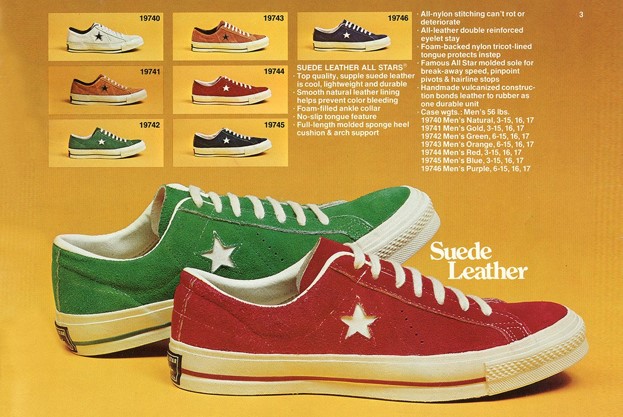 19740
19743
19746
19741
19744
19742
19745
SUEDE LEATHER ALL STARS®
· Top quality, supple suede leather
is cool, lightweight and durable
· Smooth natural leather lining
helps prevent color bleeding
· Foam-filled ankle collar
· No-slip tongue feature
· Full-length molded sponge heel
cushion & arch support
· All-nylon stitching can't rot or
deteriorate
· All-leather double reinforced
eyelet stay
· Foam-backed nylon tricot-lined
tongue protects instep
· Famous All Star molded sole for
break-away speed, pinpoint
pivots & hairline stops
· Handmade vulcanized construc-
tion bonds leather to rubber as
one durable unit
· Case wgts.: Men's 56 lbs.
19740 Men's Natural, 3-15, 16, 17
19741 Men's Gold, 3-15, 16, 17
19742 Men's Green, 6-15, 16, 17
19743 Men's Orange, 6-15, 16, 17
19744 Men's Red, 3-15, 16, 17
19745 Men's Blue, 3-15, 16, 17
19746 Men's Purple, 6-15, 16, 17
3
Suede
Leather